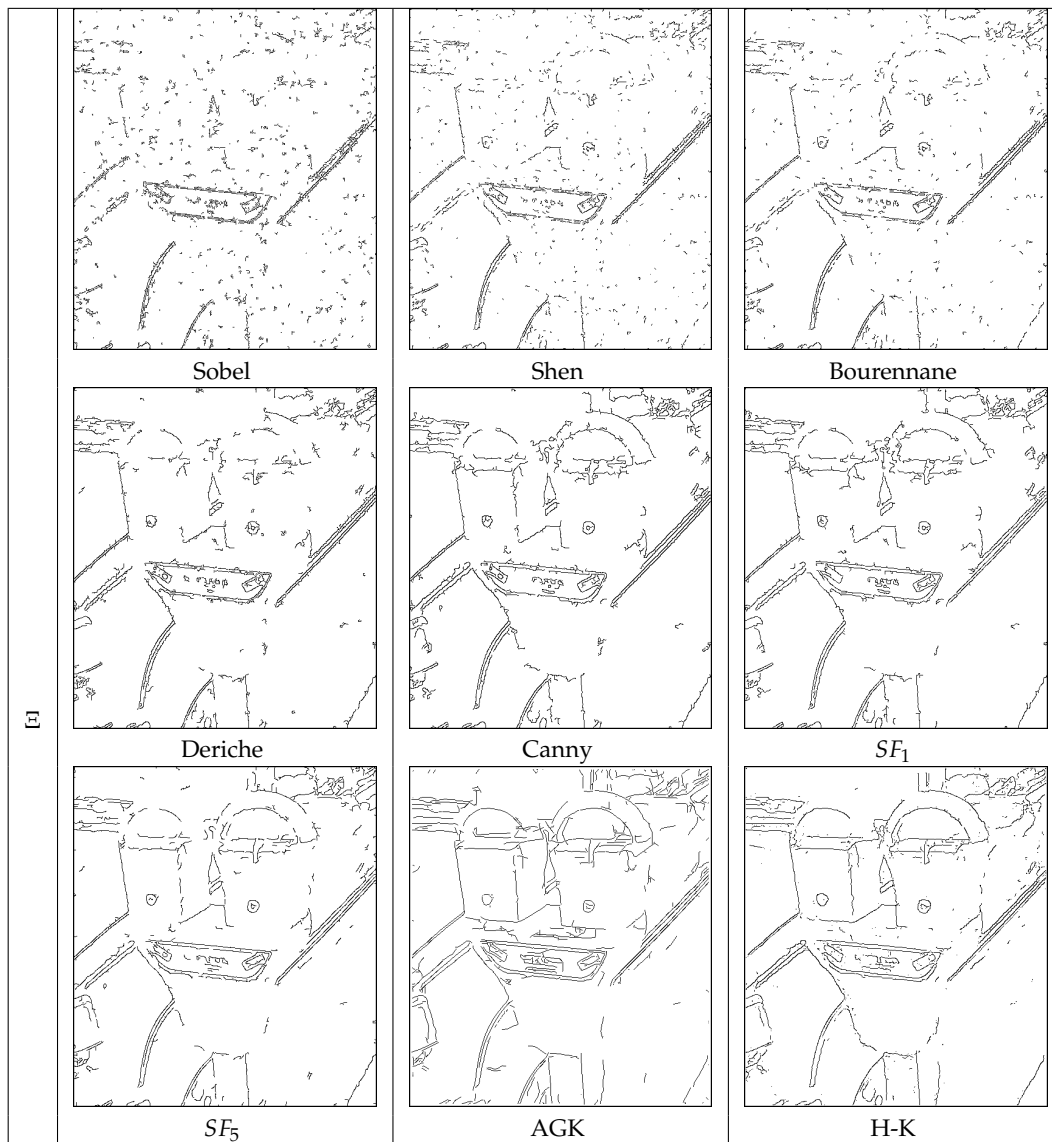 Sobel Shen Bourennane
Deriche Canny SF₁
Ξ
SF₅ AGK H-K